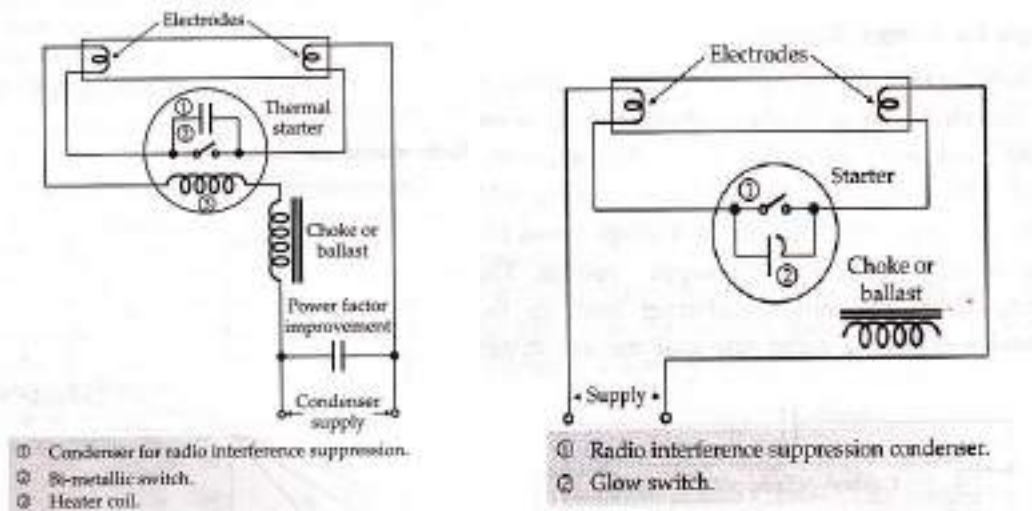 Electrodes
①
③
Thermal
starter
③
Choke or
ballast
Power factor
improvement
Condenser
supply
① Condenser for radio interference suppression.
② Bi-metallic switch.
③ Heater coil.
Electrodes
①
Starter
②
Choke or
ballast
Supply
① Radio interference suppression condenser.
② Glow switch.